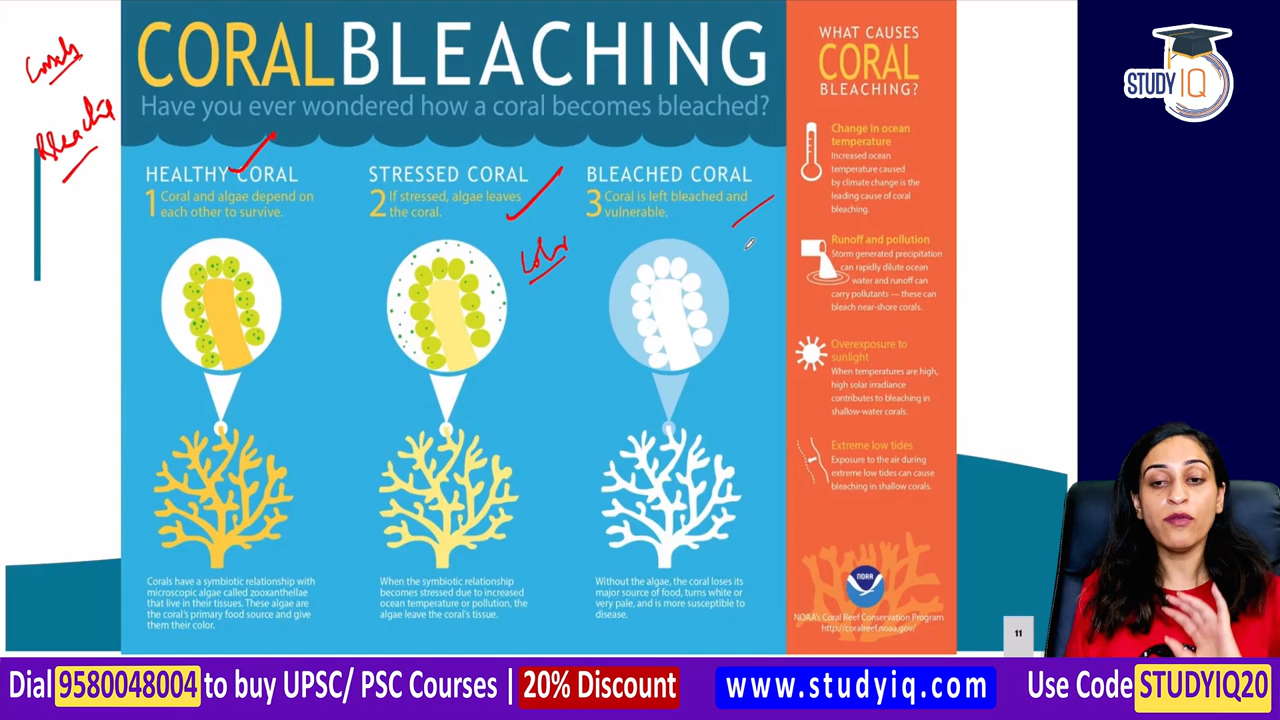 Corals
Bleaching
CORAL BLEACHING
Have you ever wondered how a coral becomes bleached?
HEALTHY CORAL
1 Coral and algae depend on
each other to survive.
STRESSED CORAL
2 If stressed, algae leaves
the coral.
Color
BLEACHED CORAL
3 Coral is left bleached and
vulnerable.
Corals have a symbiotic relationship with
microscopic algae called zooxanthellae
that live in their tissues. These algae are
the coral's primary food source and give
them their color.
When the symbiotic relationship
becomes stressed due to increased
ocean temperature or pollution, the
algae leave the coral's tissue.
Without the algae, the coral loses its
major source of food, turns white or
very pale, and is more susceptible to
disease.
WHAT CAUSES
CORAL
BLEACHING?
Change in ocean
temperature
Increased ocean
temperature caused
by climate change is the
leading cause of coral
bleaching.
Runoff and pollution
Storm generated precipitation
can rapidly dilute ocean
water and runoff can
carry pollutants — these can
bleach near-shore corals.
Overexposure to
sunlight
When temperatures are high,
high solar irradiance
contributes to bleaching in
shallow-water corals.
Extreme low tides
Exposure to the air during
extreme low tides can cause
bleaching in shallow corals.
NOAA
NOAA's Coral Reef Conservation Program
http://coralreef.noaa.gov/
11
STUDY IQ
Dial 9580048004 to buy UPSC/ PSC Courses | 20% Discount
www.studyiq.com
Use Code STUDYIQ20